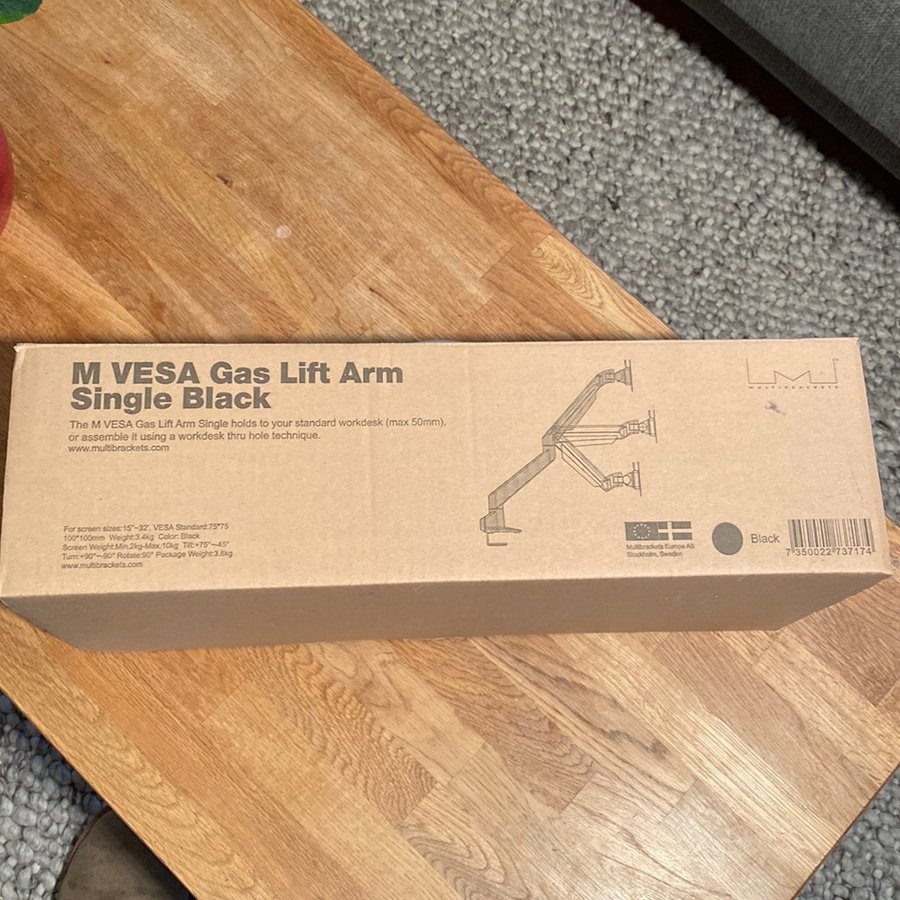 M VESA Gas Lift Arm
Single Black
The M VESA Gas Lift Arm Single holds to your standard workdesk (max 50mm),
or assemble it using a workdesk thru hole technique.
www.multibrackets.com
MULTIBRACKETS
For screen sizes:15"~32". VESA Standard:75*75
100*100mm Weight:3.4kg Color: Black
Screen Weight:Min.2kg-Max.10kg Tilt:+75°~-45°
Turn:+90°~-90° Rotate:90° Package Weight:3.8kg
www.multibrackets.com
Multibrackets Europe AB
Stockholm, Sweden
Black
7 350022 737174